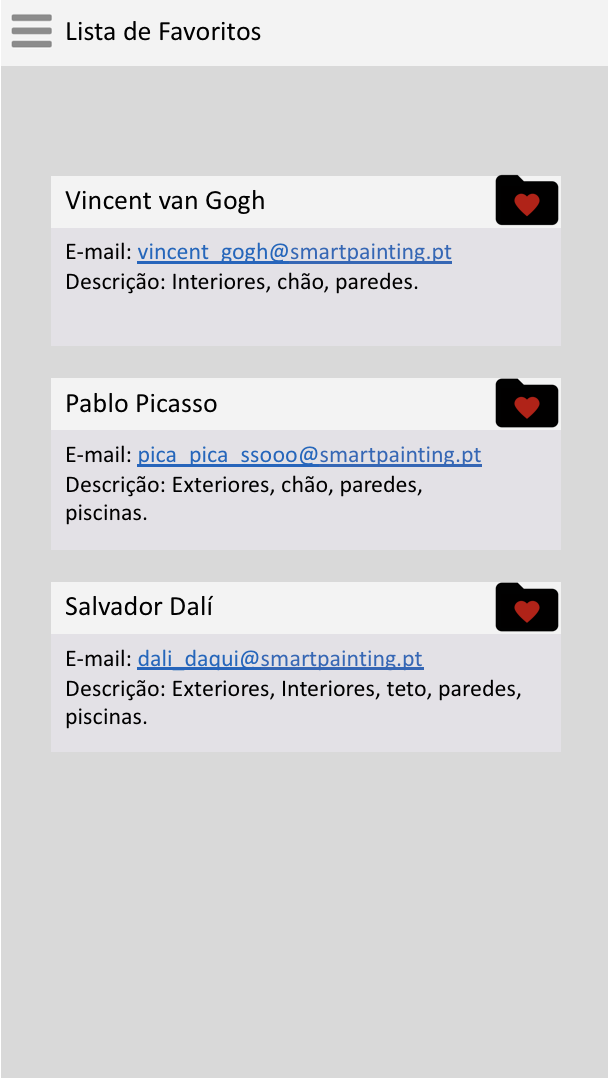 Lista de Favoritos
Vincent van Gogh
E-mail: vincent_gogh@smartpainting.pt
Descrição: Interiores, chão, paredes.
Pablo Picasso
E-mail: pica_pica_ssooo@smartpainting.pt
Descrição: Exteriores, chão, paredes,
piscinas.
Salvador Dalí
E-mail: dali_daqui@smartpainting.pt
Descrição: Exteriores, Interiores, teto, paredes,
piscinas.